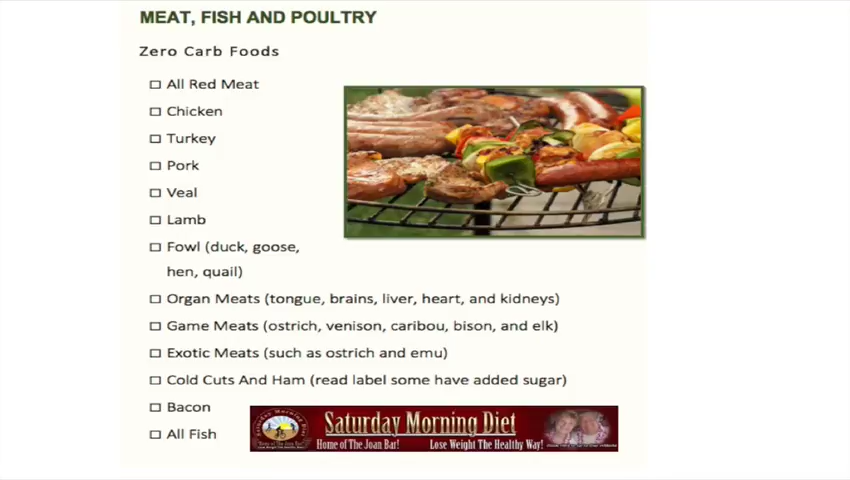 MEAT, FISH AND POULTRY
Zero Carb Foods
All Red Meat
Chicken
Turkey
Pork
Veal
Lamb
Fowl (duck, goose,
hen, quail)
Organ Meats (tongue, brains, liver, heart, and kidneys)
Game Meats (ostrich, venison, caribou, bison, and elk)
Exotic Meats (such as ostrich and emu)
Cold Cuts And Ham (read label some have added sugar)
Bacon
All Fish
Saturday Morning Diet
Home of The Joan Bar! Lose Weight The Healthy Way!